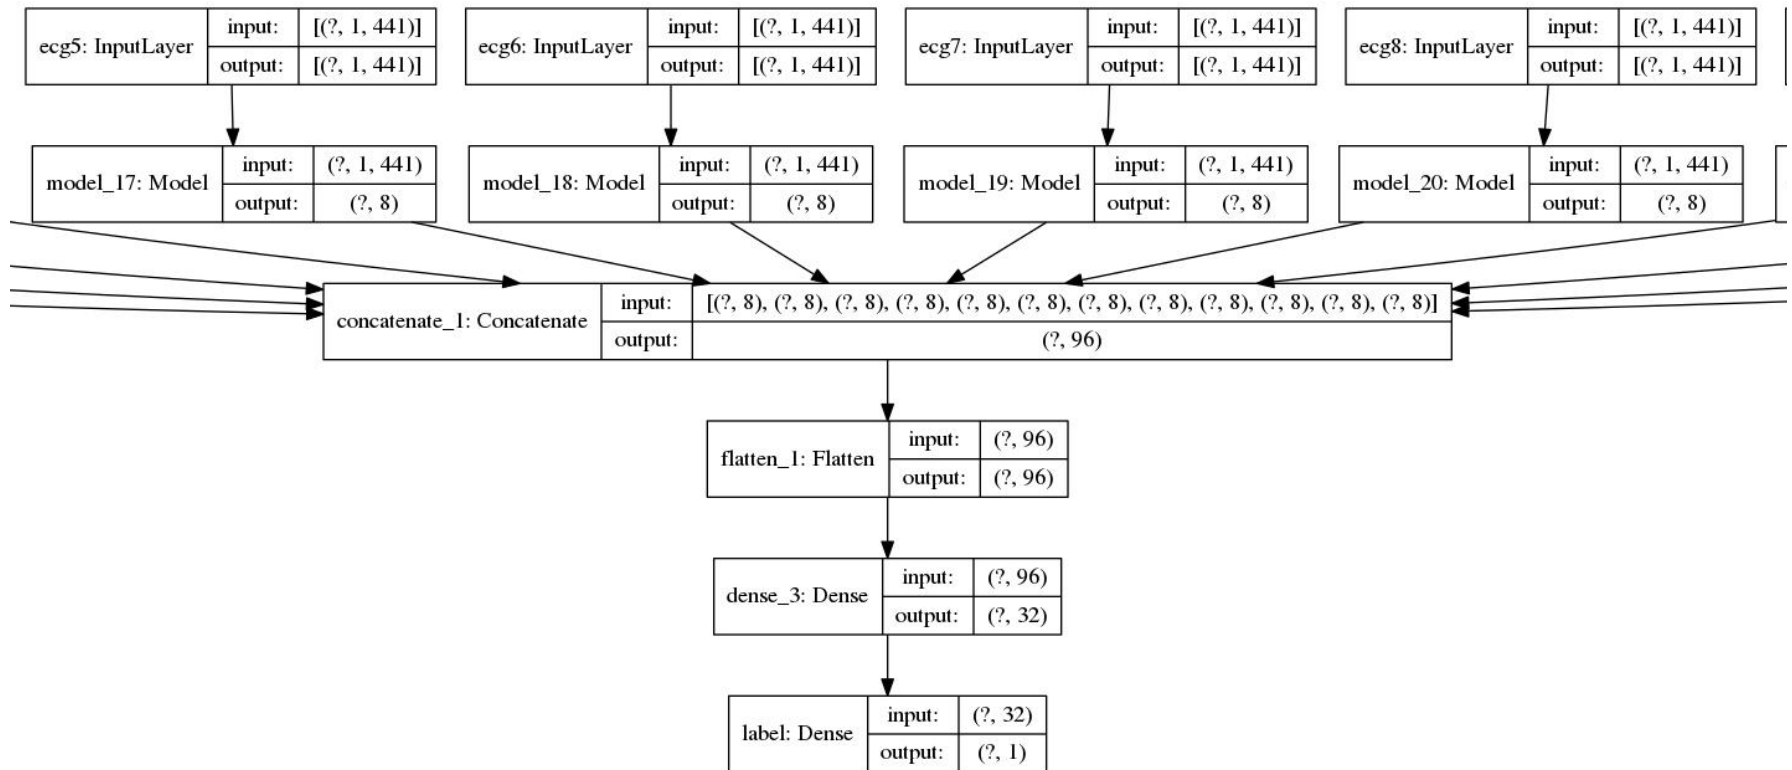 ecg5: InputLayer input: [(?, 1, 441)] output: [(?, 1, 441)]
ecg6: InputLayer input: [(?, 1, 441)] output: [(?, 1, 441)]
ecg7: InputLayer input: [(?, 1, 441)] output: [(?, 1, 441)]
ecg8: InputLayer input: [(?, 1, 441)] output: [(?, 1, 441)]
model_17: Model input: (?, 1, 441) output: (?, 8)
model_18: Model input: (?, 1, 441) output: (?, 8)
model_19: Model input: (?, 1, 441) output: (?, 8)
model_20: Model input: (?, 1, 441) output: (?, 8)
concatenate_1: Concatenate input: [(?, 8), (?, 8), (?, 8), (?, 8), (?, 8), (?, 8), (?, 8), (?, 8), (?, 8), (?, 8), (?, 8), (?, 8)] output: (?, 96)
flatten_1: Flatten input: (?, 96) output: (?, 96)
dense_3: Dense input: (?, 96) output: (?, 32)
label: Dense input: (?, 32) output: (?, 1)